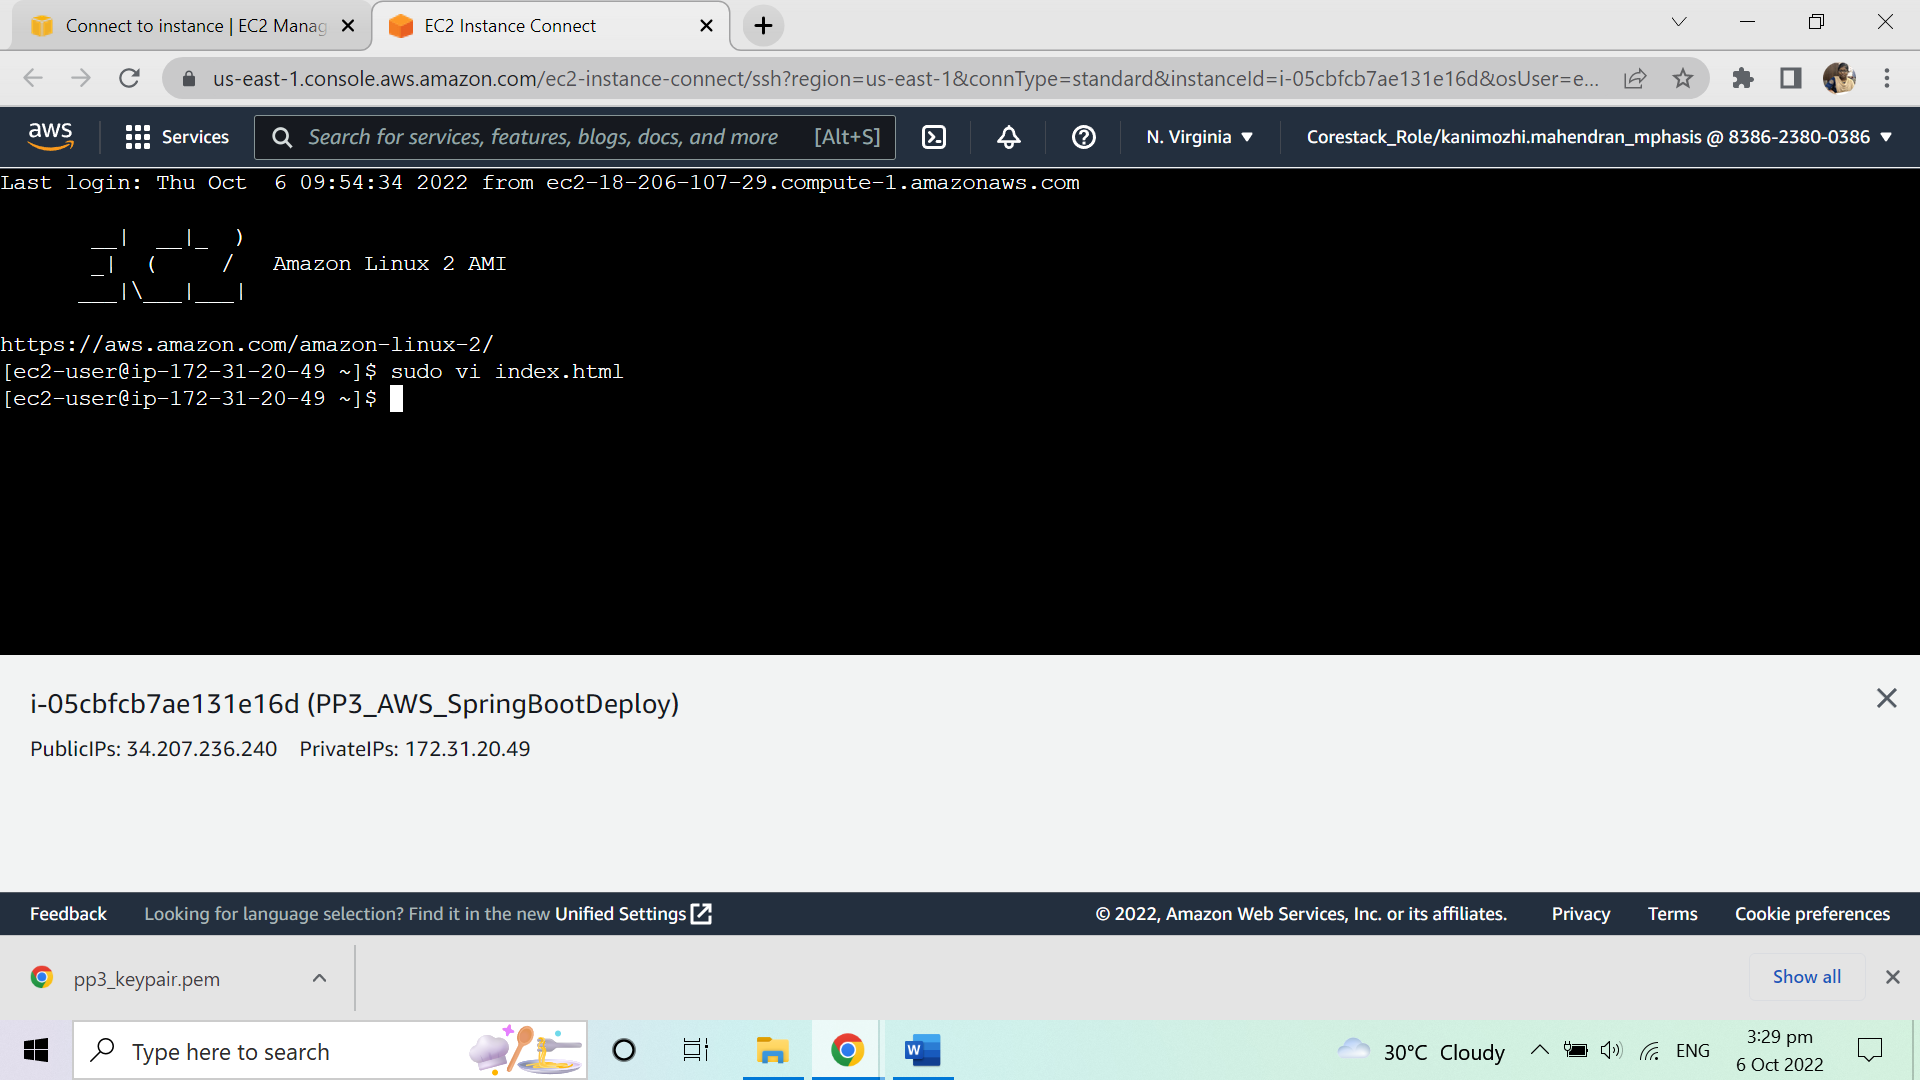 Connect to instance | EC2 Manag
EC2 Instance Connect
us-east-1.console.aws.amazon.com/ec2-instance-connect/ssh?region=us-east-1&connType=standard&instanceId=i-05cbfcb7ae131e16d&osUser=e...
aws
Services
Search for services, features, blogs, docs, and more [Alt+S]
N. Virginia
Corestack_Role/kanimozhi.mahendran_mphasis @ 8386-2380-0386
Last login: Thu Oct  6 09:54:34 2022 from ec2-18-206-107-29.compute-1.amazonaws.com
       __|  __|_  )
       _|  (     /   Amazon Linux 2 AMI
      ___|\___|___|
https://aws.amazon.com/amazon-linux-2/
[ec2-user@ip-172-31-20-49 ~]$ sudo vi index.html
[ec2-user@ip-172-31-20-49 ~]$
i-05cbfcb7ae131e16d (PP3_AWS_SpringBootDeploy)
PublicIPs: 34.207.236.240 PrivateIPs: 172.31.20.49
Feedback Looking for language selection? Find it in the new Unified Settings © 2022, Amazon Web Services, Inc. or its affiliates. Privacy Terms Cookie preferences
pp3_keypair.pem
Show all
Type here to search
W
30°C Cloudy
ENG
3:29 pm
6 Oct 2022